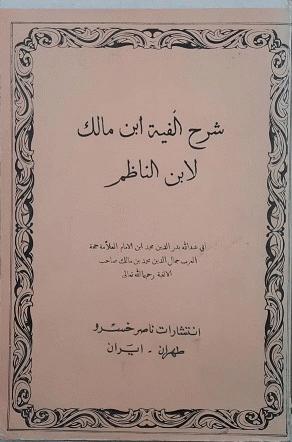 شرح ألفية ابن مالك
لابن الناظم
أبي عبدالله بدر الدين محمد ابن الامام العلامة حجة
العرب جمال الدين محمد بن مالك صاحب
الالفية رحمهما الله تعالى
انتشارات ناصر خسرو
طهران - ايران